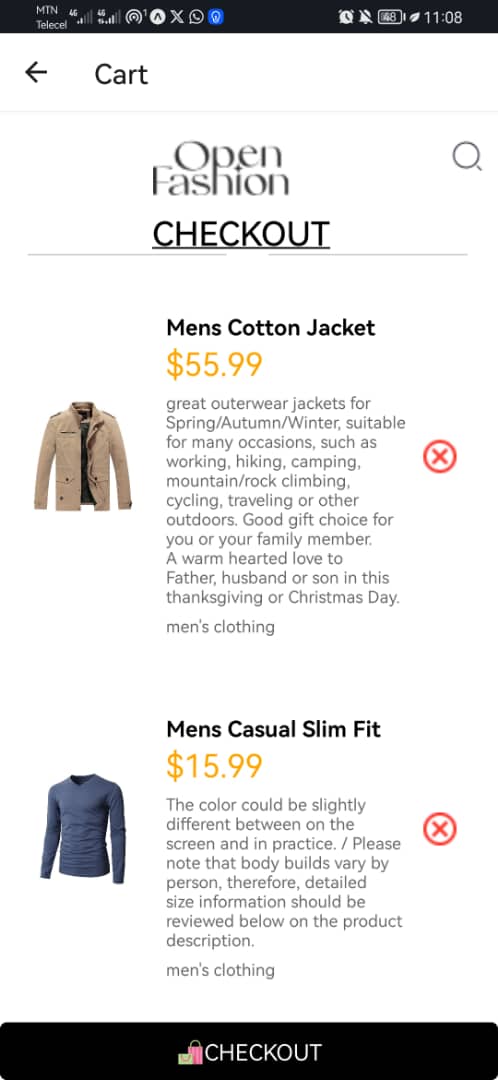 MTN
Telecel
4G
4G
1
48
11:08
Cart
Open
Fashion
CHECKOUT
Mens Cotton Jacket
$55.99
great outerwear jackets for
Spring/Autumn/Winter, suitable
for many occasions, such as
working, hiking, camping,
mountain/rock climbing,
cycling, traveling or other
outdoors. Good gift choice for
you or your family member.
A warm hearted love to
Father, husband or son in this
thanksgiving or Christmas Day.
men's clothing
Mens Casual Slim Fit
$15.99
The color could be slightly
different between on the
screen and in practice. / Please
note that body builds vary by
person, therefore, detailed
size information should be
reviewed below on the product
description.
men's clothing
CHECKOUT